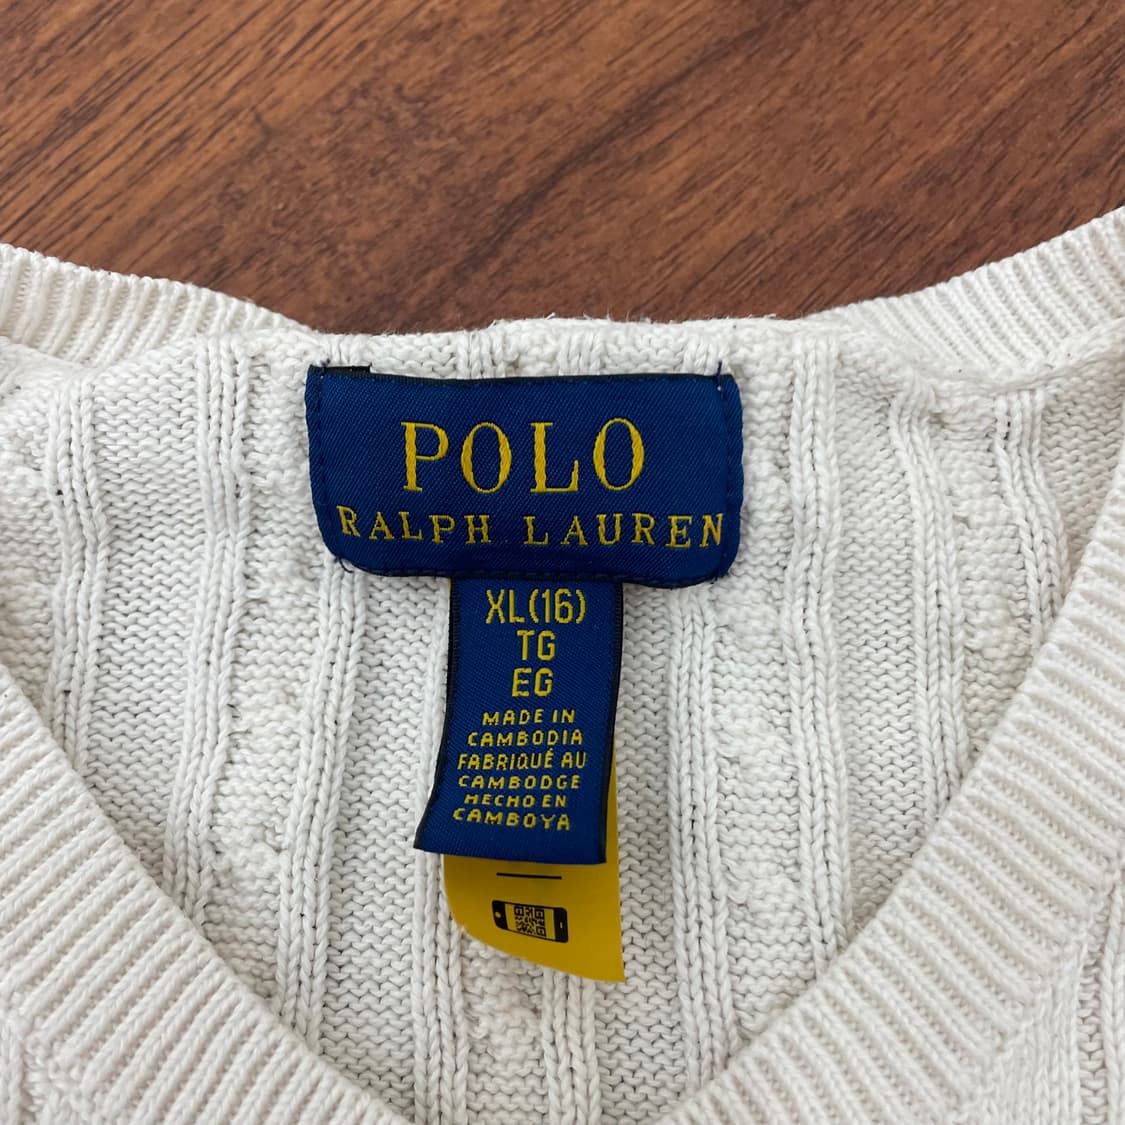 POLO
RALPH LAUREN
XL(16)
TG
EG
MADE IN
CAMBODIA
FABRIQUÉ AU
CAMBODGE
HECHO EN
CAMBOYA